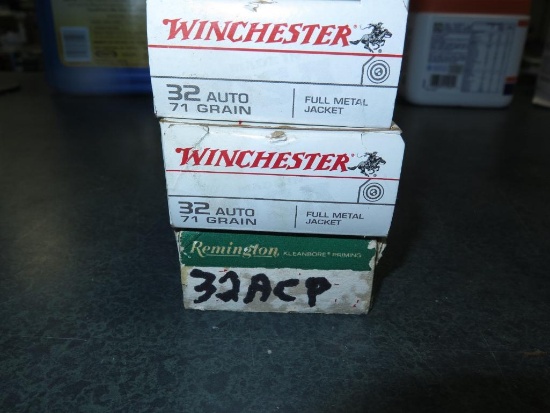 WINCHESTER
32 AUTO
71 GRAIN
FULL METAL
JACKET
WINCHESTER
32 AUTO
71 GRAIN
FULL METAL
JACKET
Remington KLEANBORE® PRIMING
32ACP